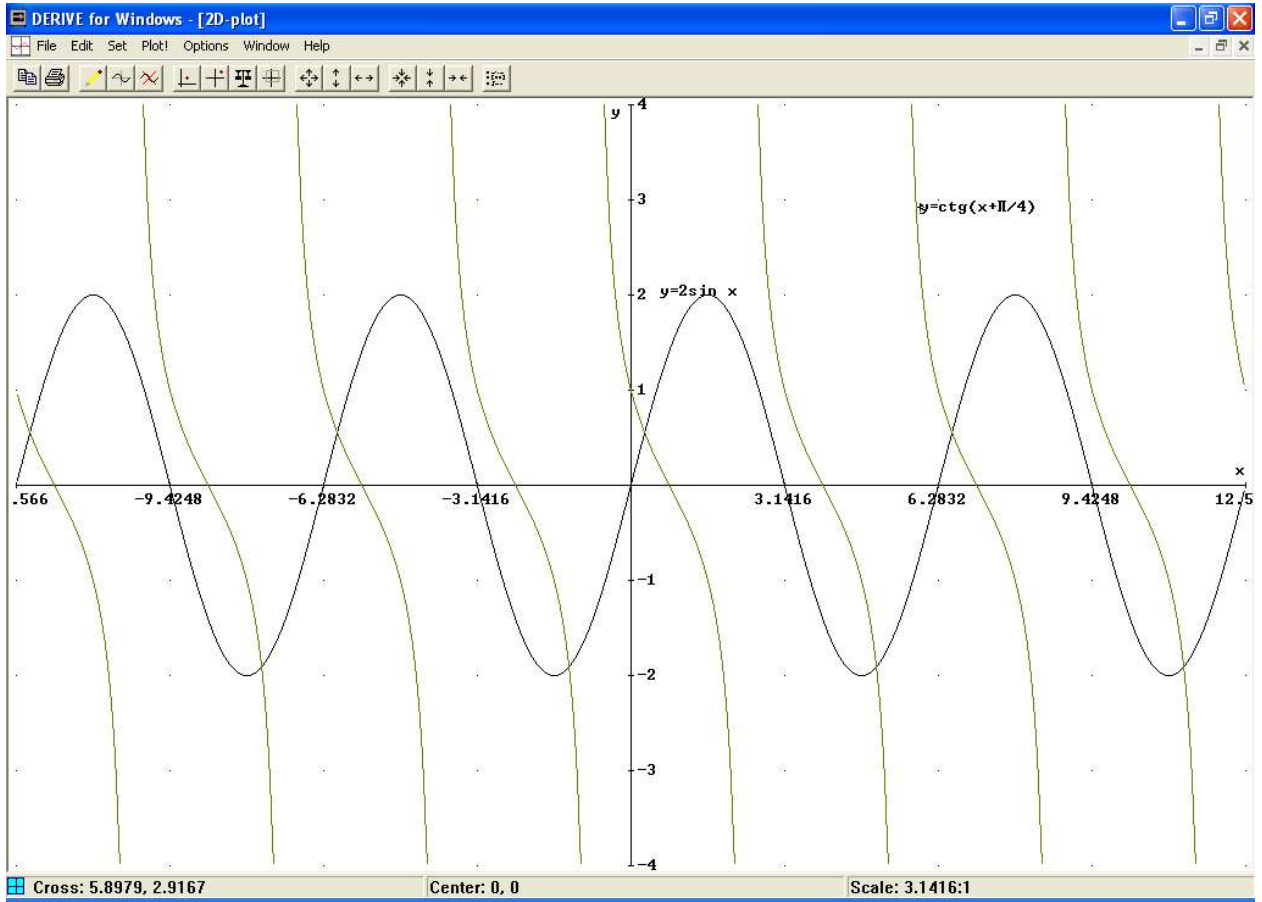 DERIVE for Windows - [2D-plot]
File Edit Set Plot! Options Window Help
y 4
3
y=ctg(x+Π/4)
2 y=2sin x
1
x
.566 -9.4248 -6.2832 -3.1416 3.1416 6.2832 9.4248 12.5
-1
-2
-3
-4
Cross: 5.8979, 2.9167 Center: 0, 0 Scale: 3.1416:1